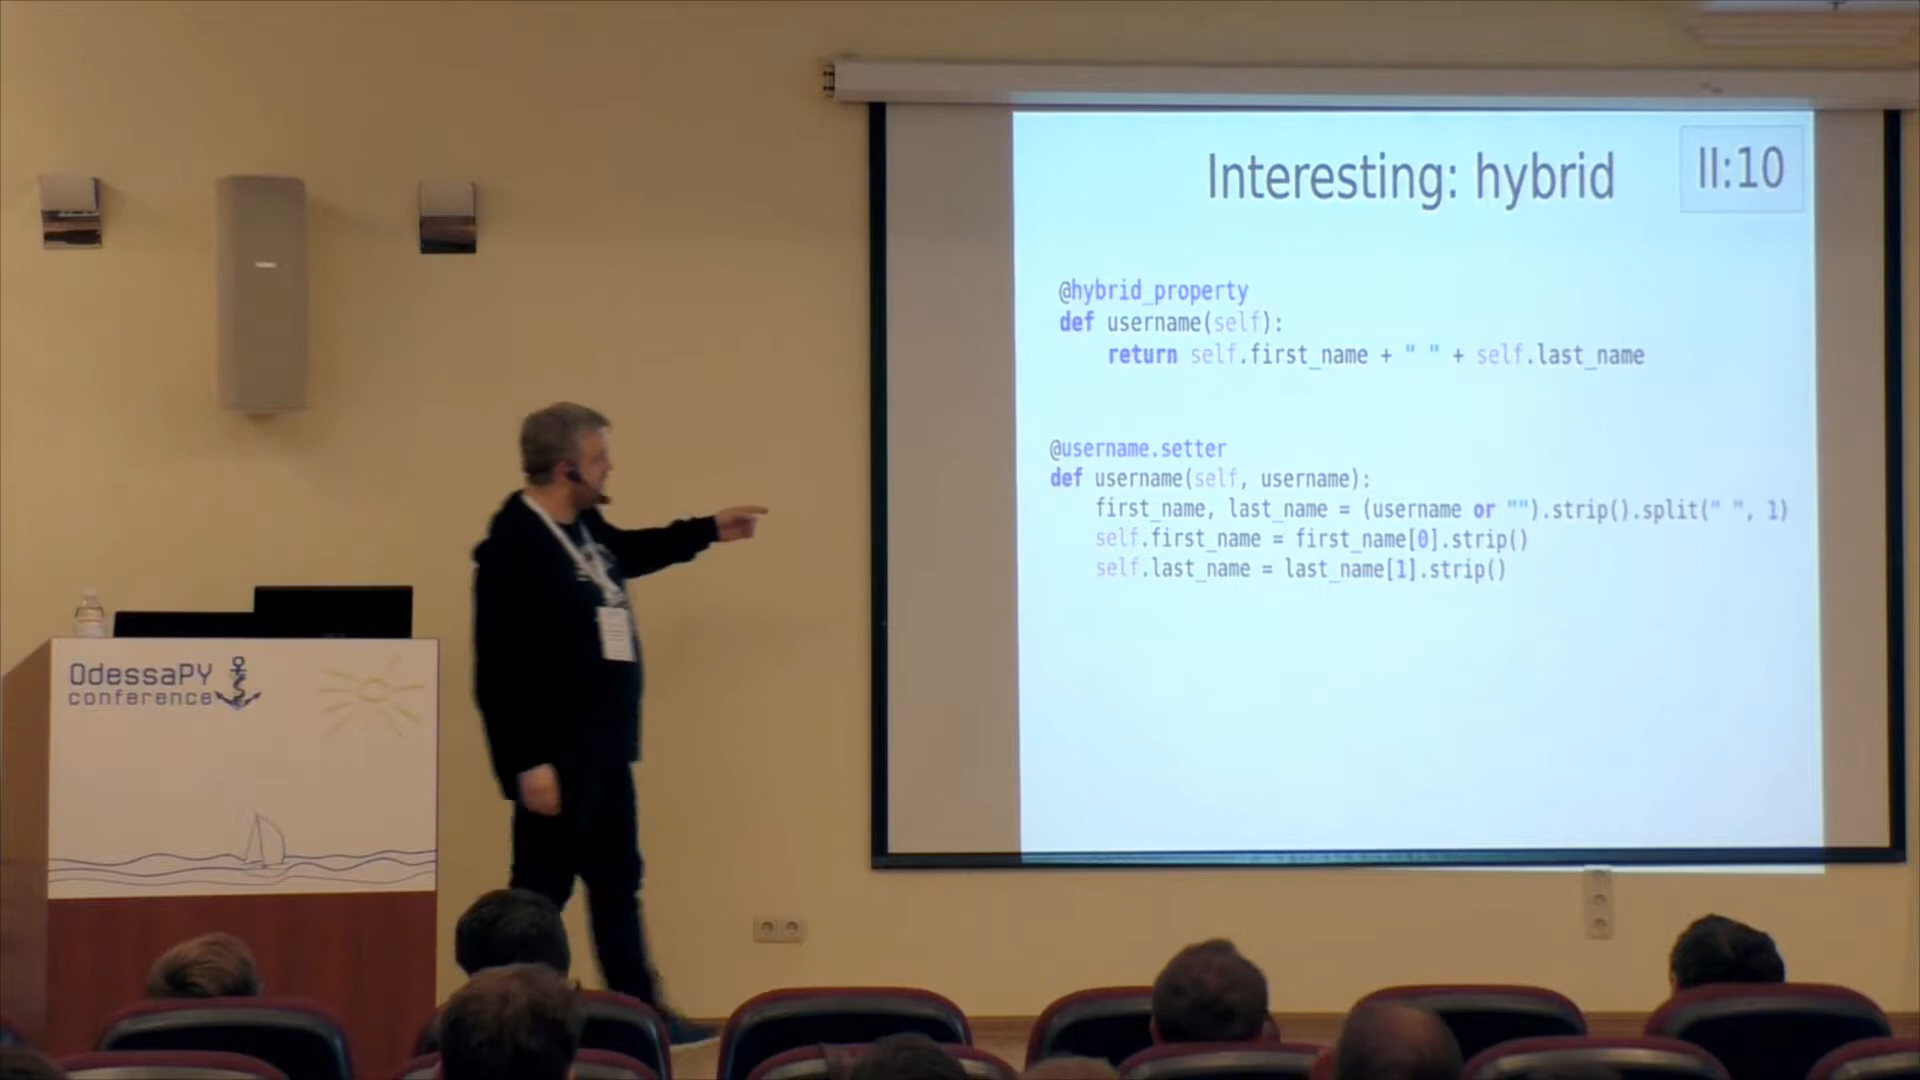 Interesting: hybrid
II:10
@hybrid_property
def username(self):
    return self.first_name + " " + self.last_name
@username.setter
def username(self, username):
    first_name, last_name = (username or "").strip().split(" ", 1)
    self.first_name = first_name[0].strip()
    self.last_name = last_name[1].strip()
OdessaPY
conference